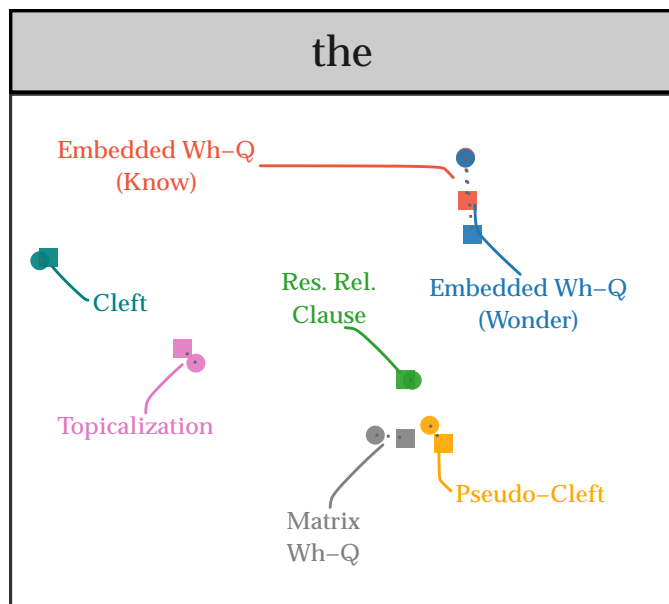 the
Embedded Wh–Q
(Know)
Cleft
Res. Rel.
Clause
Embedded Wh–Q
(Wonder)
Topicalization
Pseudo–Cleft
Matrix
Wh–Q